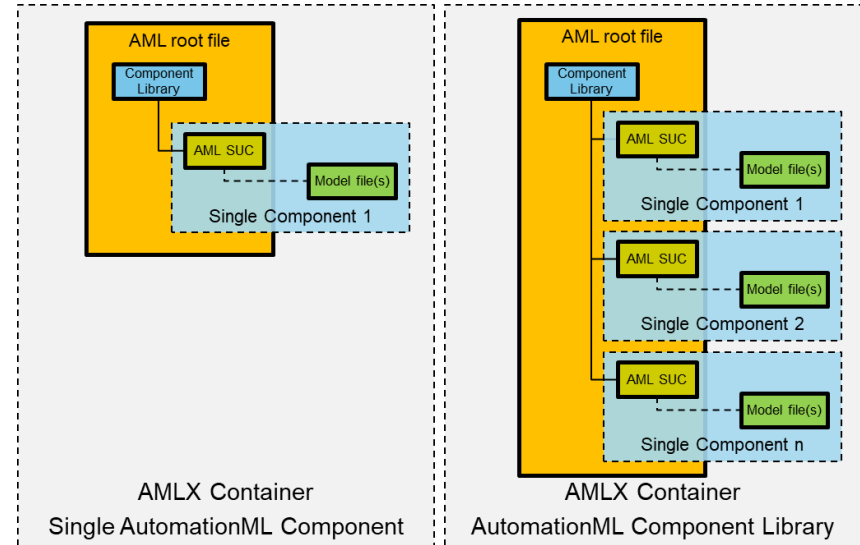 AML root file
Component
Library
AML SUC
Model file(s)
Single Component 1
AMLX Container
Single AutomationML Component
AML root file
Component
Library
AML SUC
Model file(s)
Single Component 1
AML SUC
Model file(s)
Single Component 2
AML SUC
Model file(s)
Single Component n
AMLX Container
AutomationML Component Library